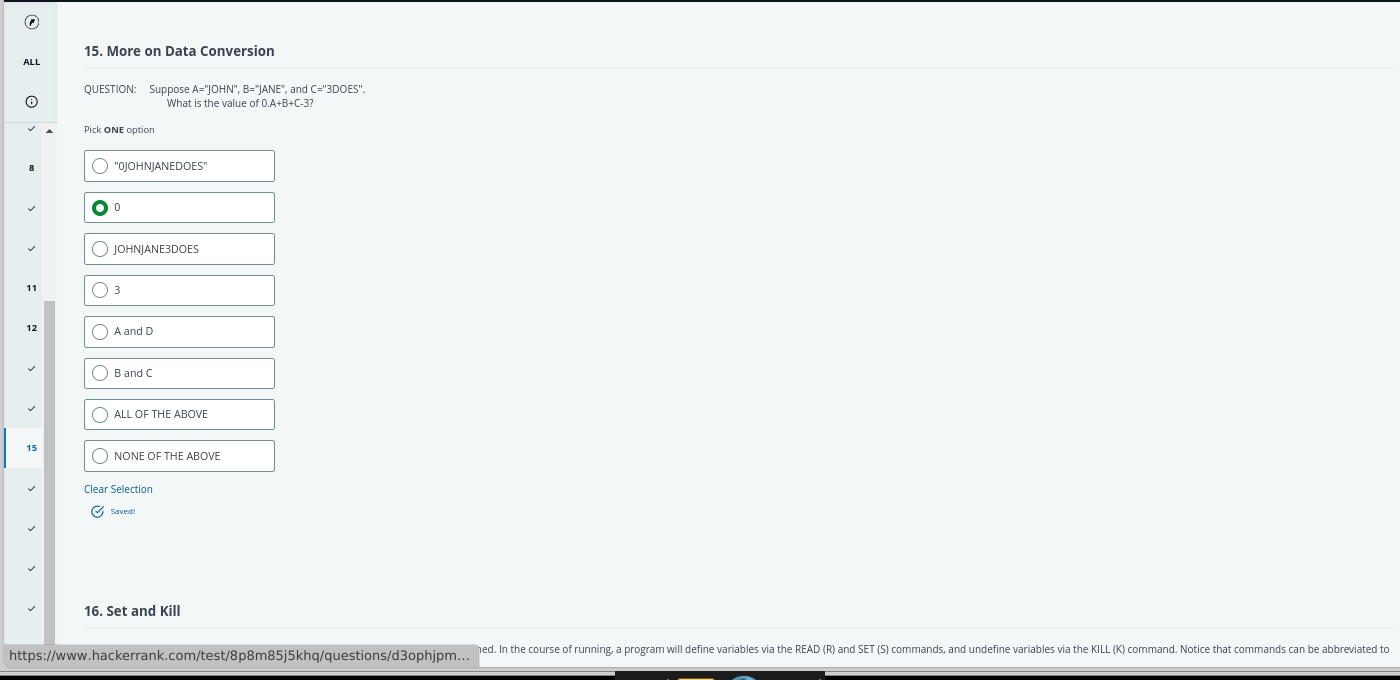 ALL
8
11
12
15
15. More on Data Conversion
QUESTION: Suppose A="JOHN", B="JANE", and C="3DOES".
What is the value of 0.A+B+C-3?
Pick ONE option
"0JOHNJANEDOES"
0
JOHNJANE3DOES
3
A and D
B and C
ALL OF THE ABOVE
NONE OF THE ABOVE
Clear Selection
Saved!
16. Set and Kill
In the course of running, a program will define variables via the READ (R) and SET (S) commands, and undefine variables via the KILL (K) command. Notice that commands can be abbreviated to
https://www.hackerrank.com/test/8p8m85j5khq/questions/d3ophjpm...